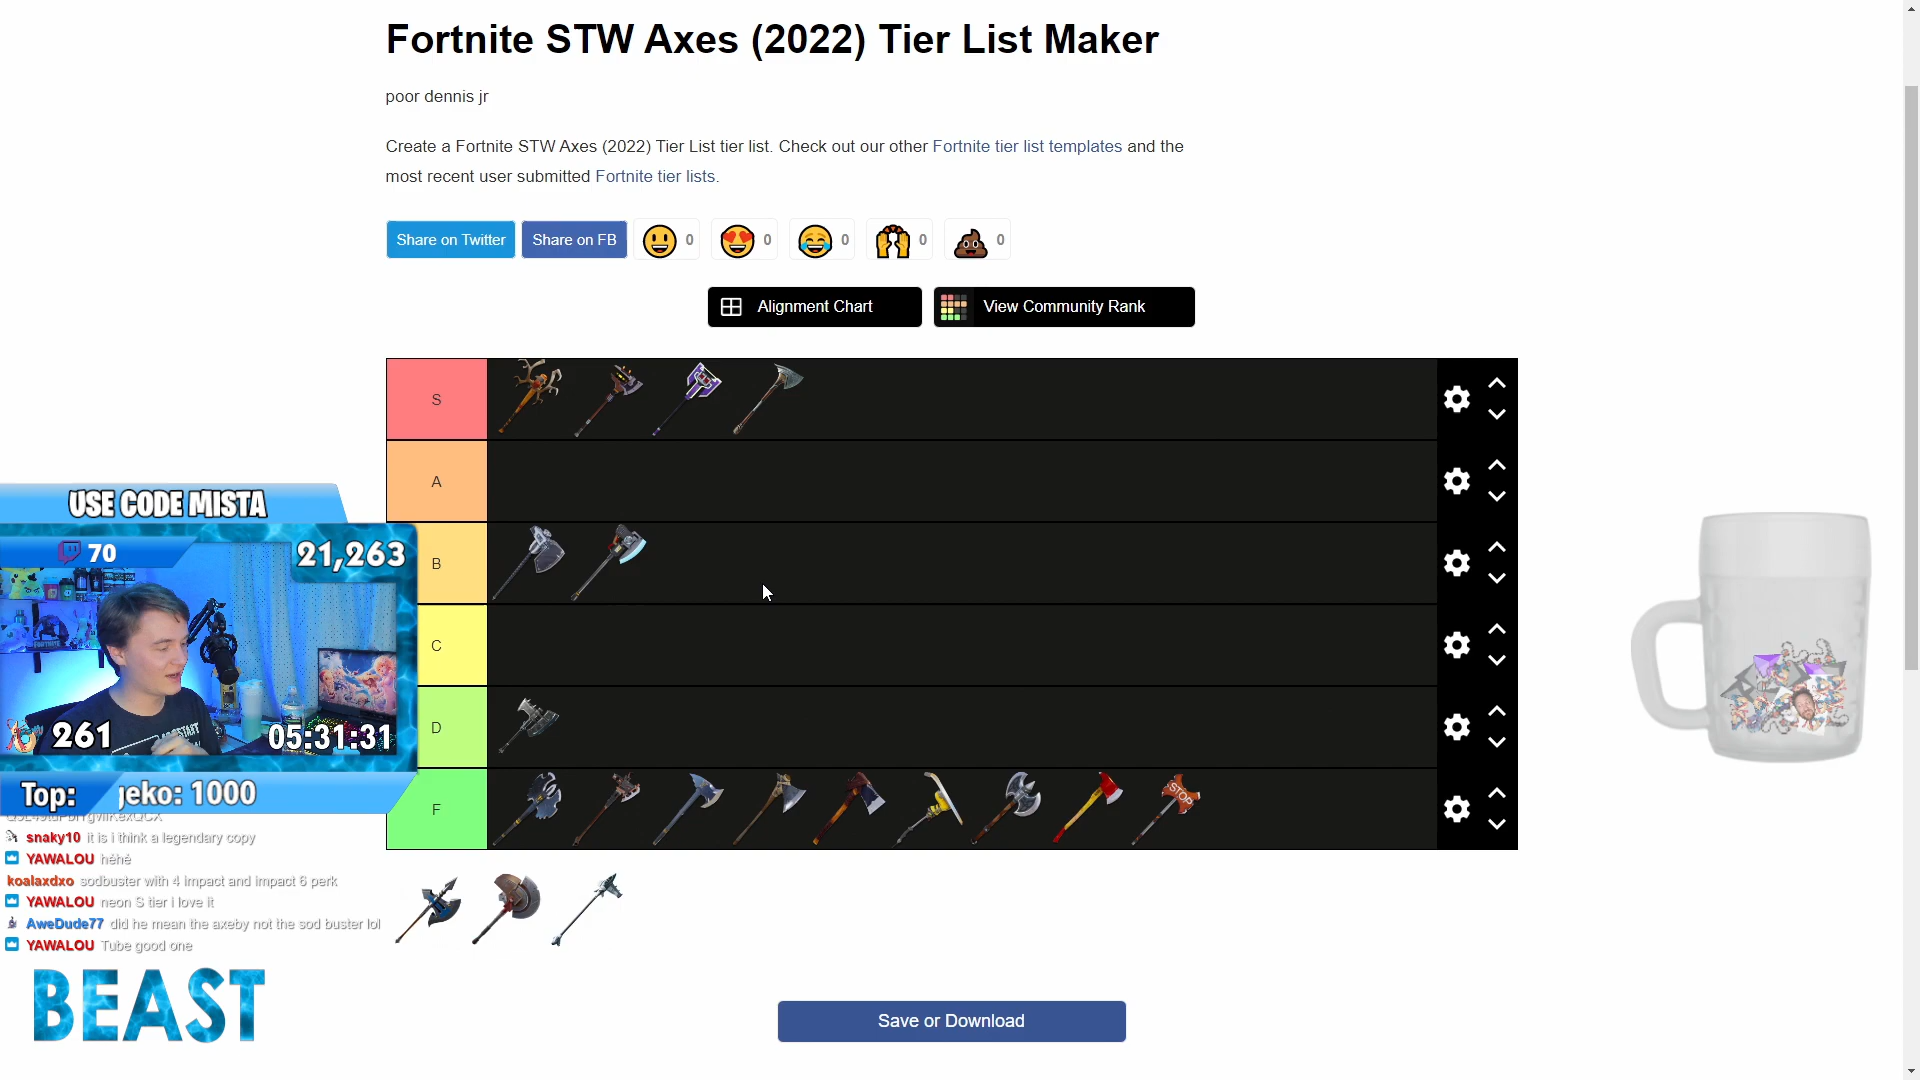 Fortnite STW Axes (2022) Tier List Maker
poor dennis jr
Create a Fortnite STW Axes (2022) Tier List tier list. Check out our other Fortnite tier list templates and the
most recent user submitted Fortnite tier lists.
Share on Twitter
Share on FB
0
0
0
0
0
Alignment Chart
View Community Rank
S
A
B
C
D
F
STOP
USE CODE MISTA
70
21,263
261
05:31:31
Top: jeko: 1000
snaky10 it is i think a legendary copy
YAWALOU héhé
koalaxdxo sodbuster with 4 impact and impact 6 perk
YAWALOU neon S tier i love it
AweDude77 did he mean the axeby not the sod buster lol
YAWALOU Tube good one
BEAST
Save or Download